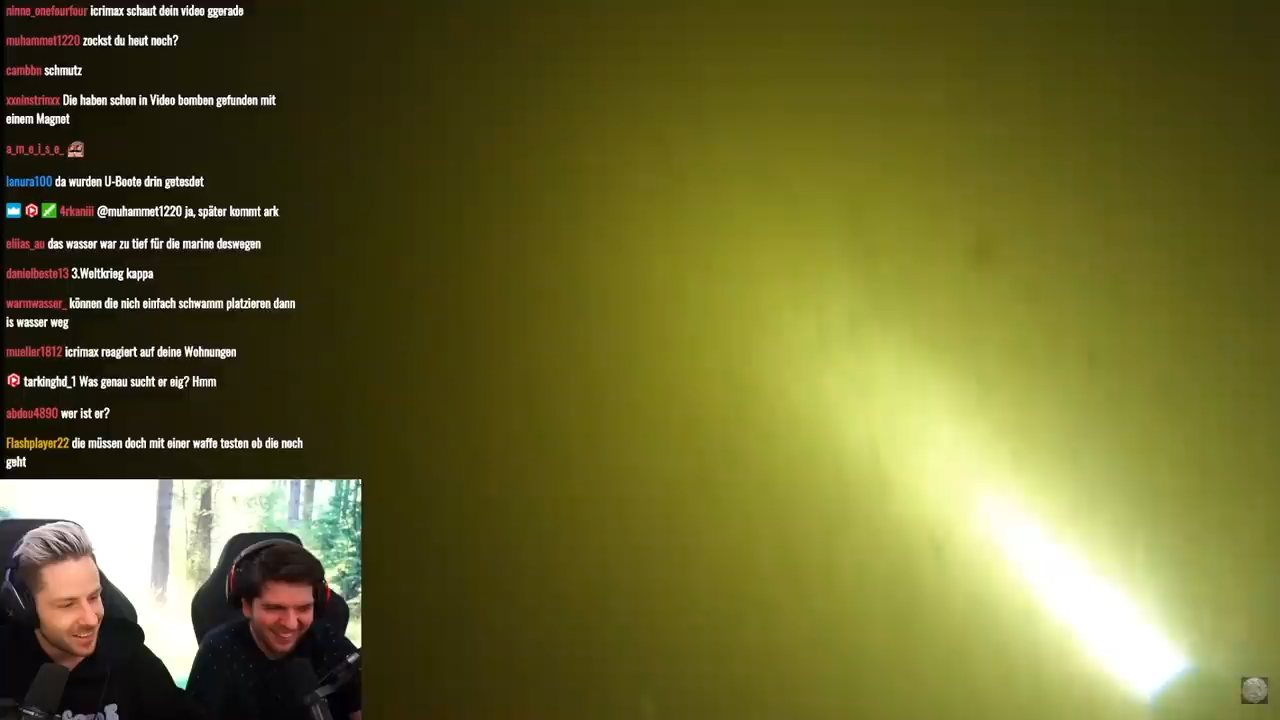 ninne_onefourfour icrimax schaut dein video ggerade
muhammet1220 zockst du heut noch?
cambbn schmutz
xxninstrinxx Die haben schon in Video bomben gefunden mit
einem Magnet
a_m_e_i_s_e_
lanura100 da wurden U-Boote drin getesdet
4rkaniii @muhammet1220 ja, später kommt ark
eliias_au das wasser war zu tief für die marine deswegen
danielbeste13 3.Weltkrieg kappa
warmwasser_ können die nich einfach schwamm platzieren dann
is wasser weg
mueller1812 icrimax reagiert auf deine Wohnungen
tarkinghd_1 Was genau sucht er eig? Hmm
abdou4890 wer ist er?
Flashplayer22 die müssen doch mit einer waffe testen ob die noch
geht